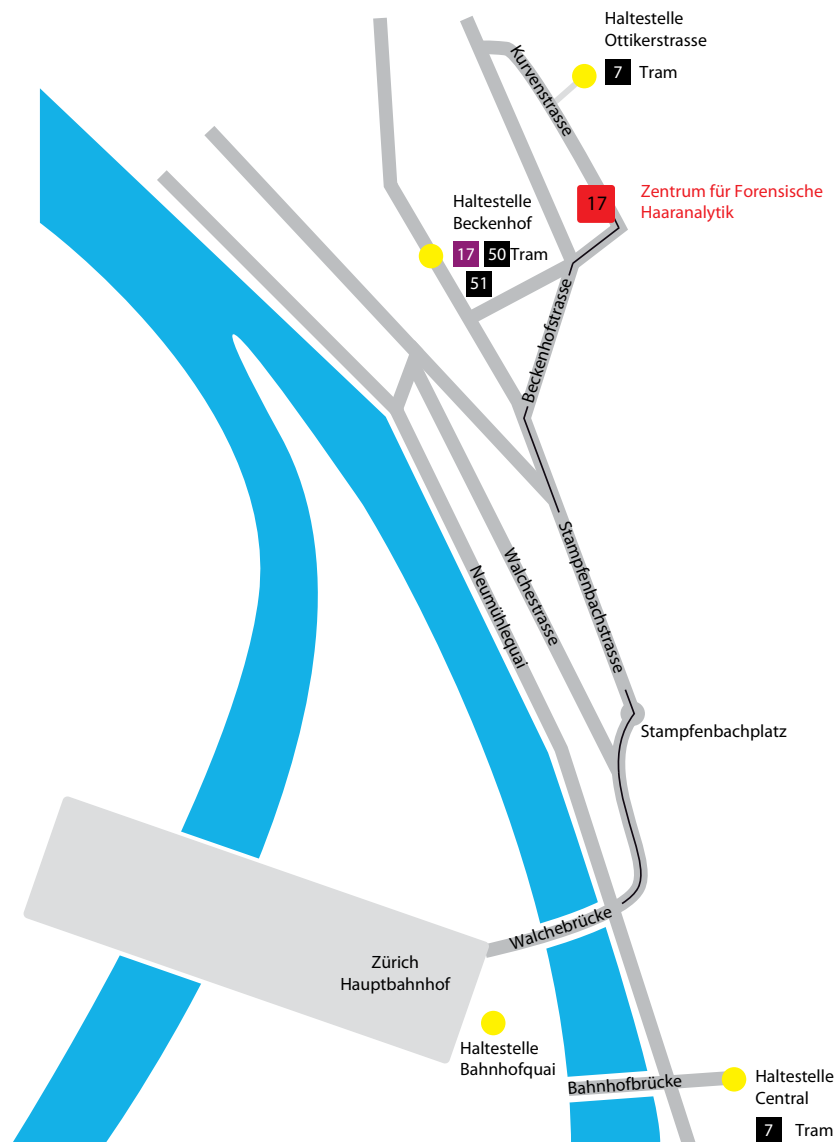 Haltestelle
Ottikerstrasse
7 Tram
Kurvenstrasse
17
Zentrum für Forensische
Haaranalytik
Haltestelle
Beckenhof
17 50 Tram
51
Beckenhofstrasse
Stampfenbachstrasse
Walchestrasse
Neumühlequai
Stampfenbachplatz
Walchebrücke
Zürich
Hauptbahnhof
Haltestelle
Bahnhofquai
Bahnhofbrücke
Haltestelle
Central
7 Tram